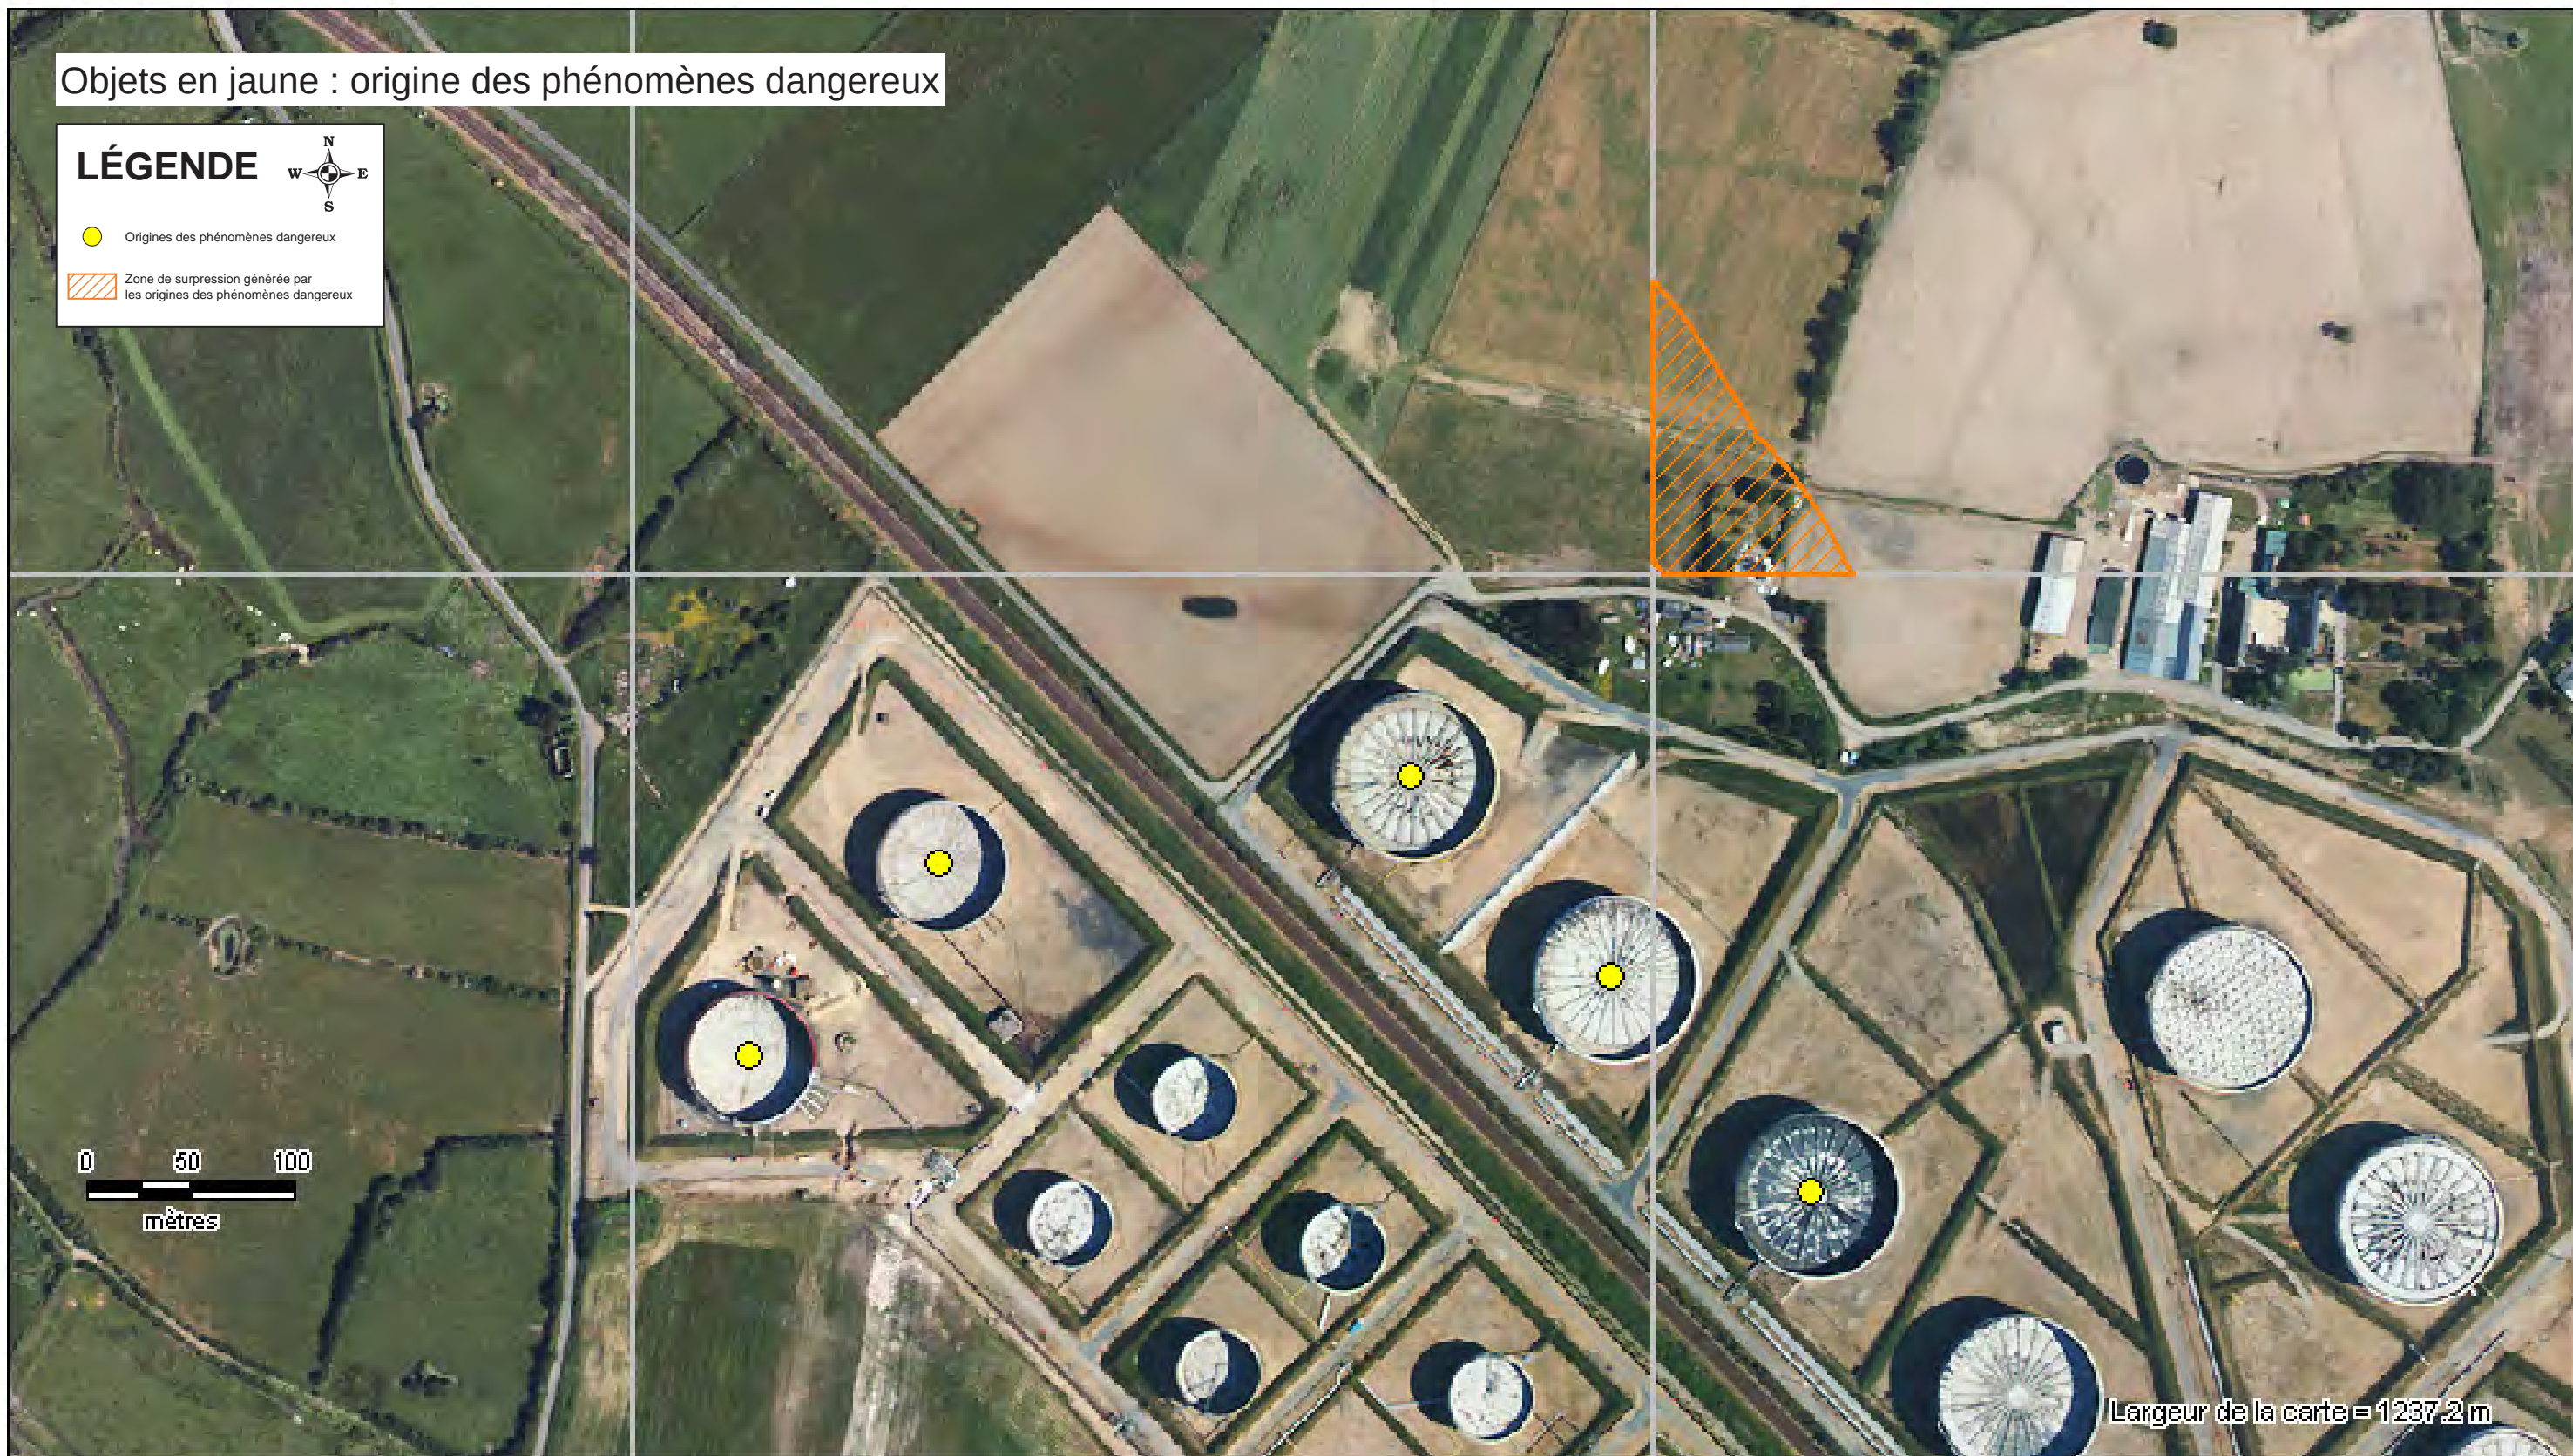 Objets en jaune : origine des phénomènes dangereux
LÉGENDE
N
W
E
S
Origines des phénomènes dangereux
Zone de surpression générée par
les origines des phénomènes dangereux
0 50 100
mètres
Largeur de la carte = 1237.2 m